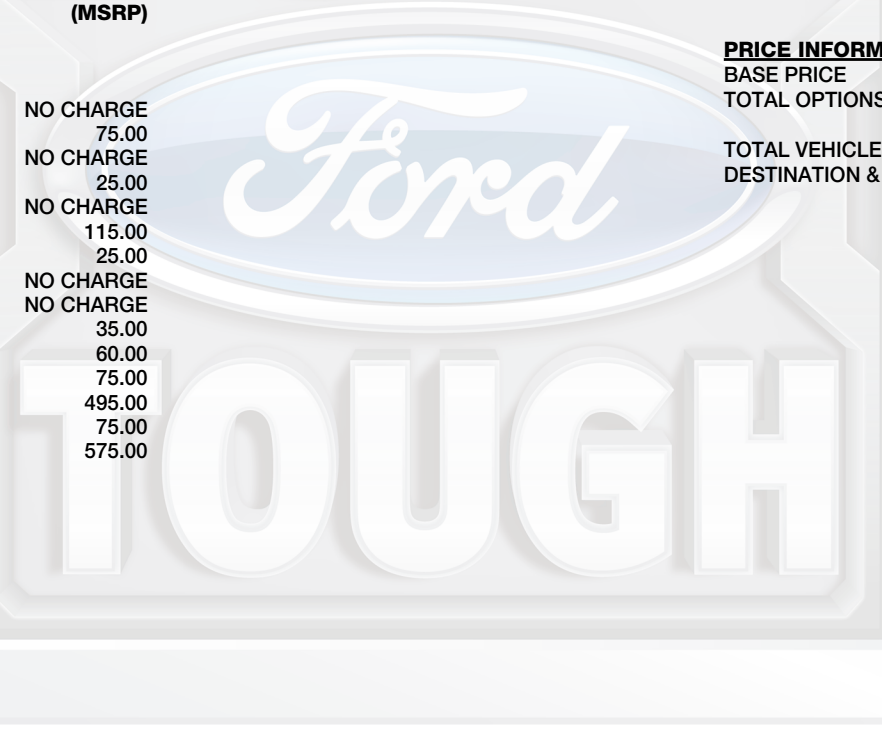 (MSRP)
NO CHARGE
75.00
NO CHARGE
25.00
NO CHARGE
115.00
25.00
NO CHARGE
NO CHARGE
35.00
60.00
75.00
495.00
75.00
575.00
PRICE INFORM
BASE PRICE
TOTAL OPTIONS
TOTAL VEHICLE
DESTINATION &
Ford
TOUGH